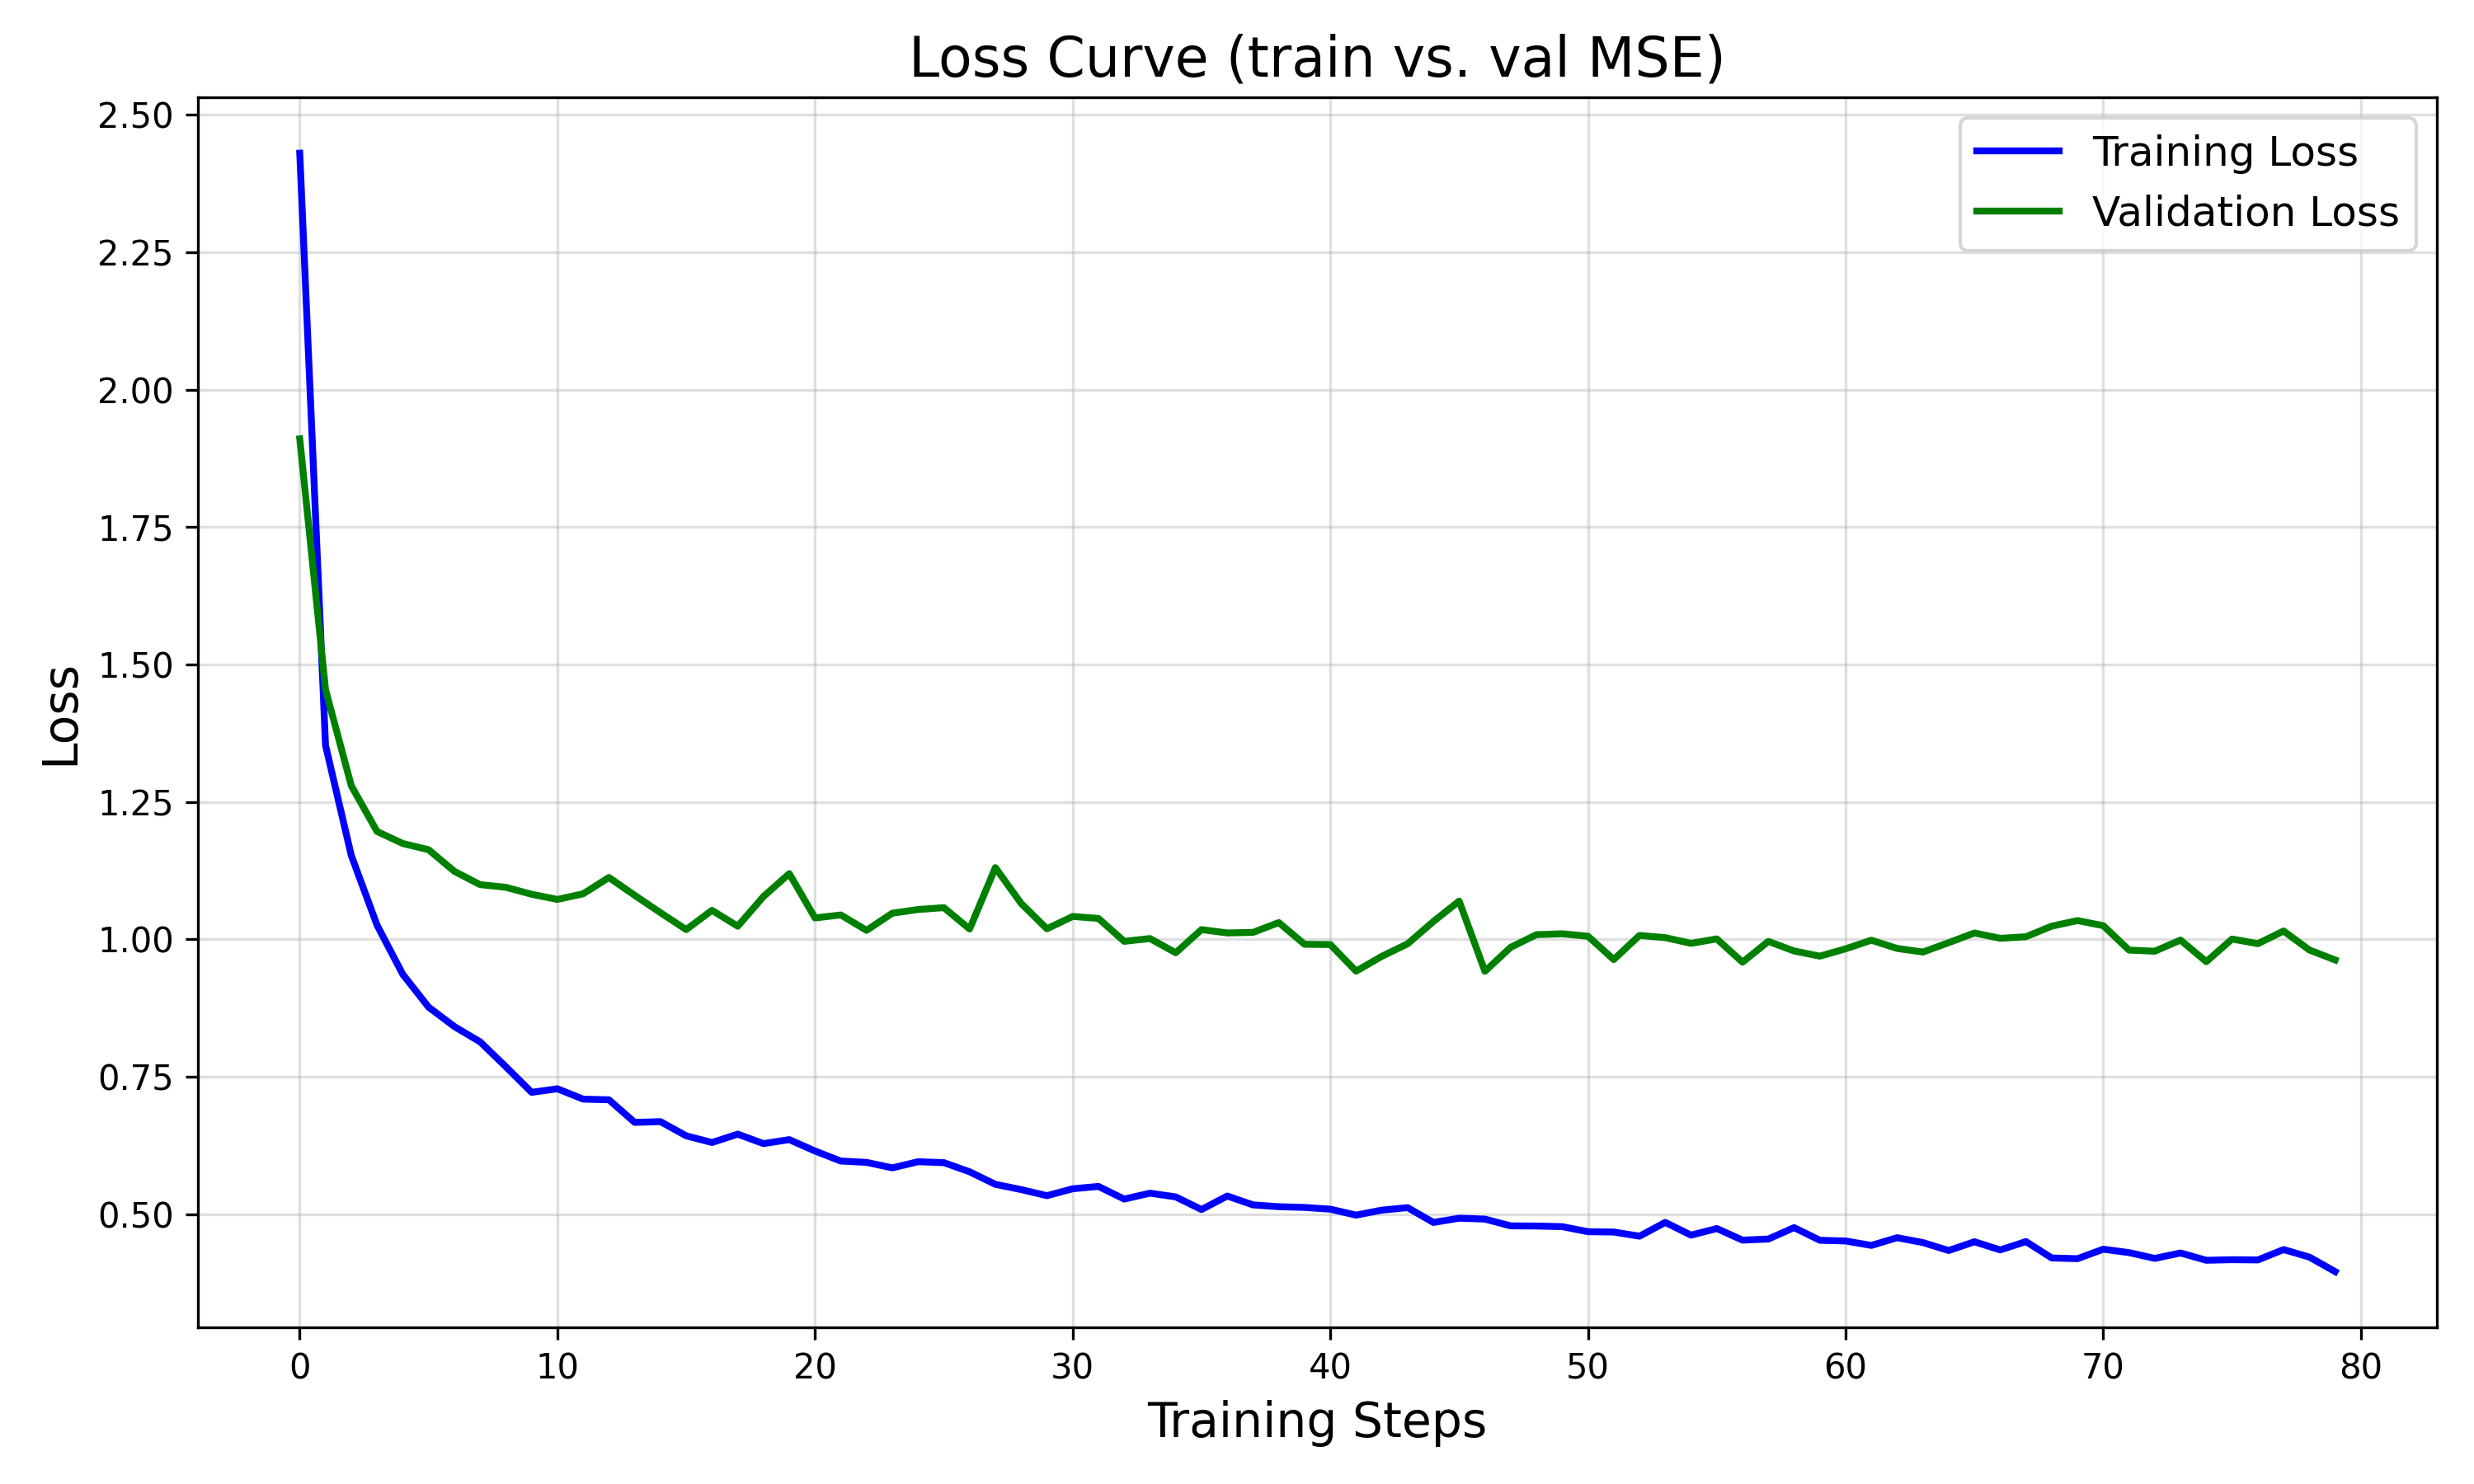 Loss Curve (train vs. val MSE)
Training Loss
Validation Loss
2.50
2.25
2.00
1.75
1.50
1.25
1.00
0.75
0.50
Loss
0 10 20 30 40 50 60 70 80
Training Steps